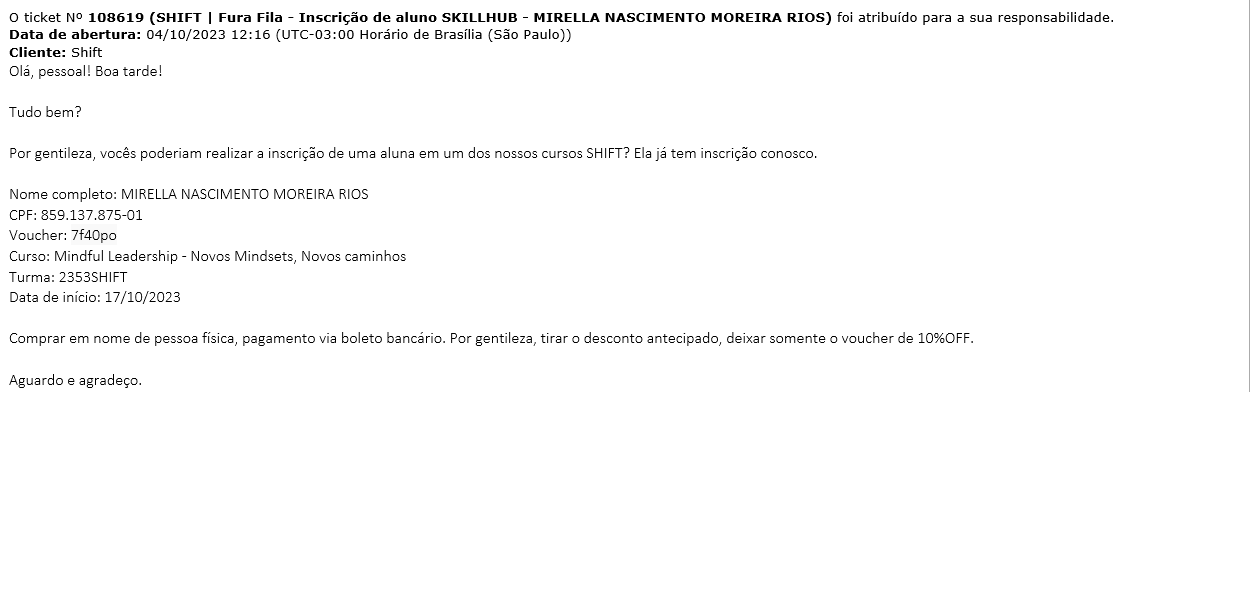 O ticket Nº 108619 (SHIFT | Fura Fila - Inscrição de aluno SKILLHUB - MIRELLA NASCIMENTO MOREIRA RIOS) foi atribuído para a sua responsabilidade.
Data de abertura: 04/10/2023 12:16 (UTC-03:00 Horário de Brasília (São Paulo))
Cliente: Shift
Olá, pessoal! Boa tarde!
Tudo bem?
Por gentileza, vocês poderiam realizar a inscrição de uma aluna em um dos nossos cursos SHIFT? Ela já tem inscrição conosco.
Nome completo: MIRELLA NASCIMENTO MOREIRA RIOS
CPF: 859.137.875-01
Voucher: 7f40po
Curso: Mindful Leadership - Novos Mindsets, Novos caminhos
Turma: 2353SHIFT
Data de início: 17/10/2023
Comprar em nome de pessoa física, pagamento via boleto bancário. Por gentileza, tirar o desconto antecipado, deixar somente o voucher de 10%OFF.
Aguardo e agradeço.